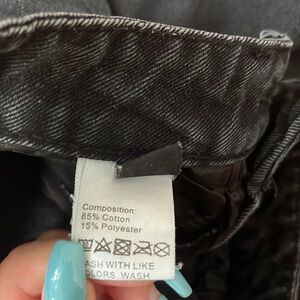 Composition:
85% Cotton
15% Polyester
ASH WITH LIKE
OLORS. WASH